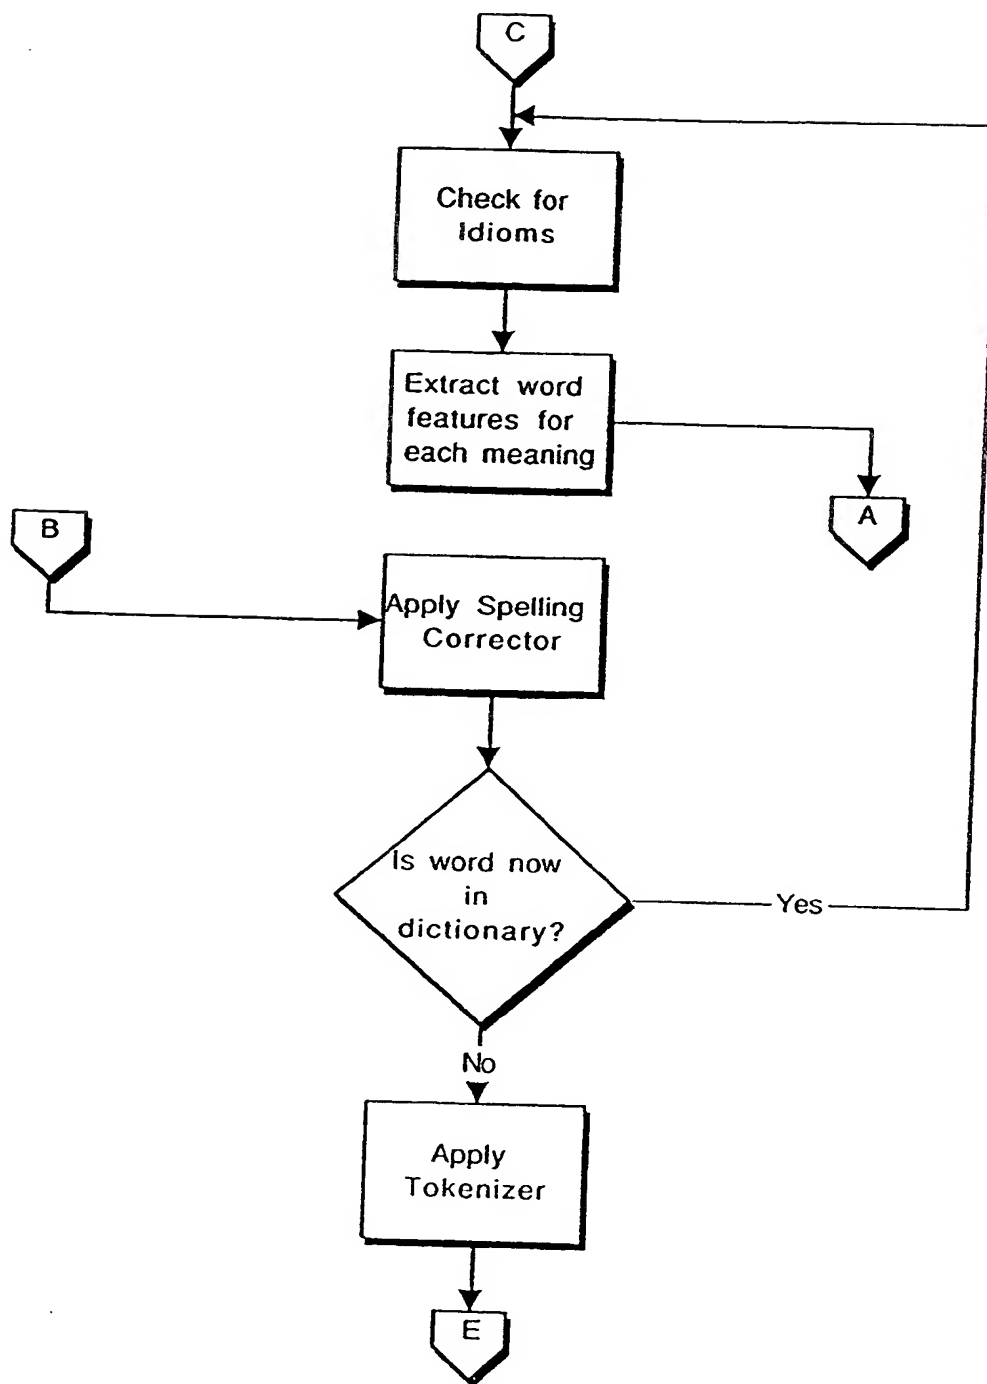 C
Check for
Idioms
Extract word
features for
each meaning
A
B
Apply Spelling
Corrector
Is word now
in
dictionary?
Yes
No
Apply
Tokenizer
E